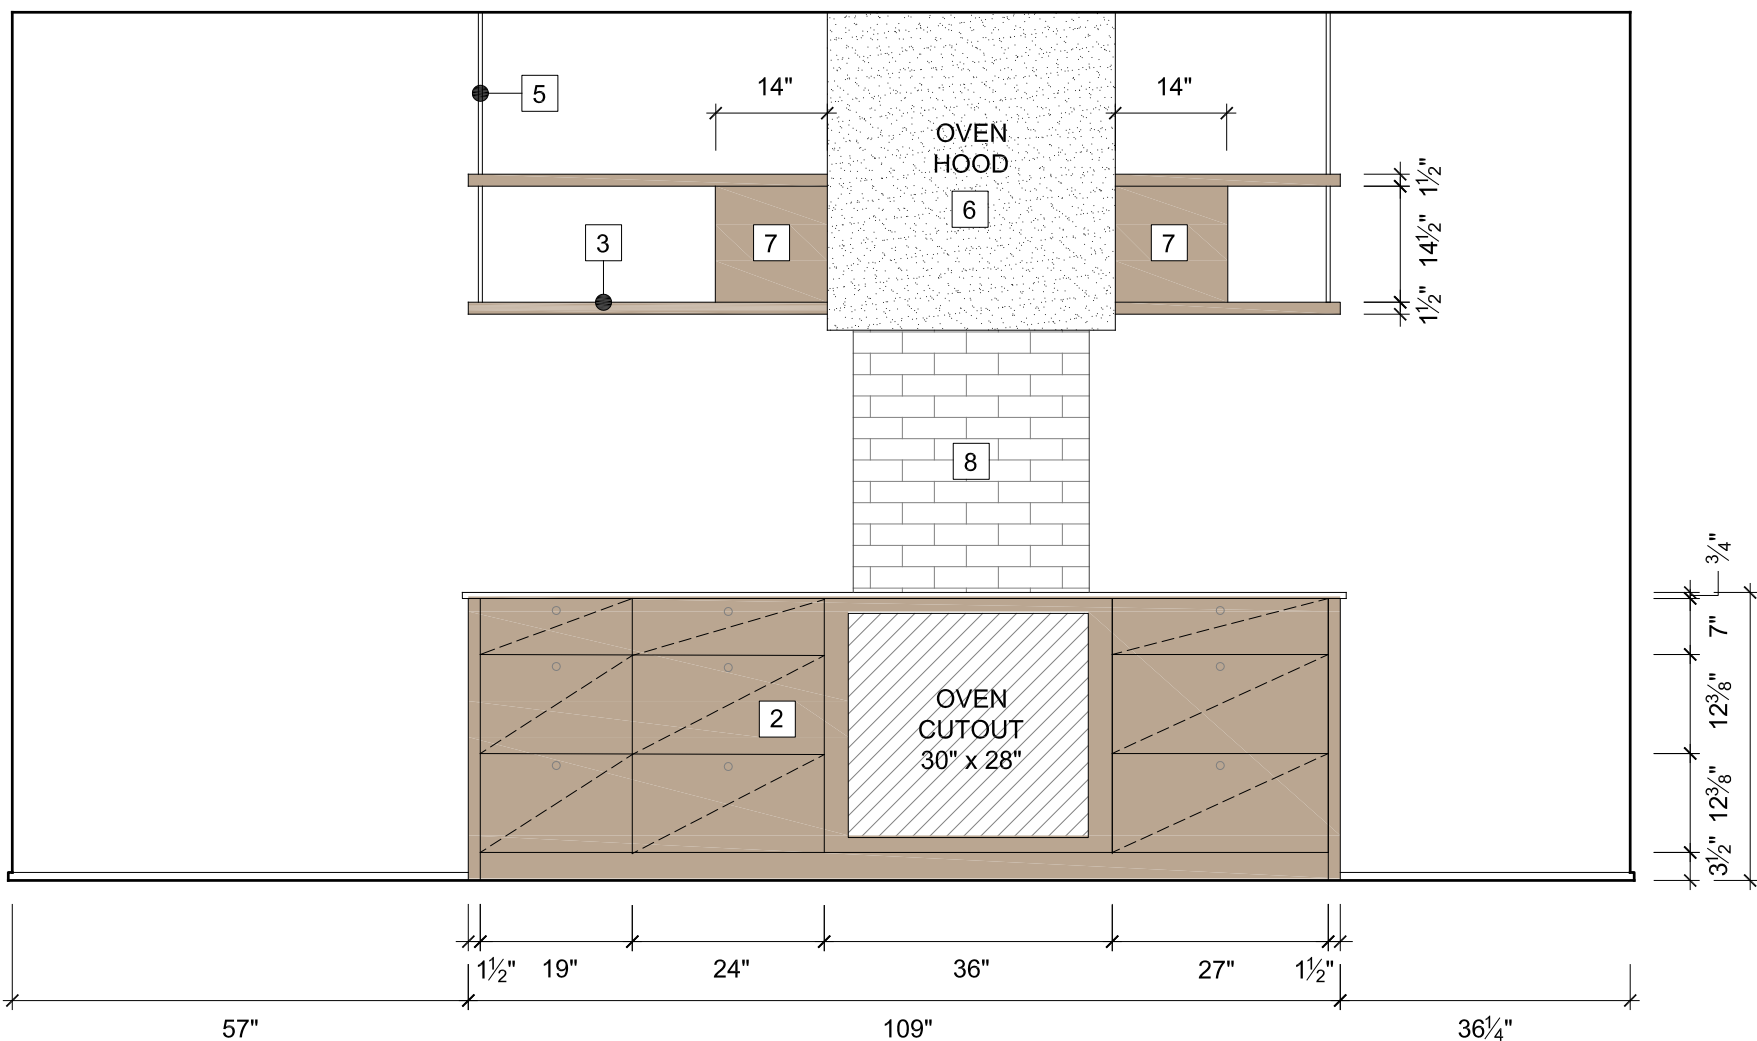 5
14"
14"
OVEN
HOOD
6
3
7
7
1½"
14½"
1½"
8
¾"
7"
12⅜"
12⅜"
3½"
2
OVEN
CUTOUT
30" x 28"
1½" 19" 24" 36" 27" 1½"
57" 109" 36¼"